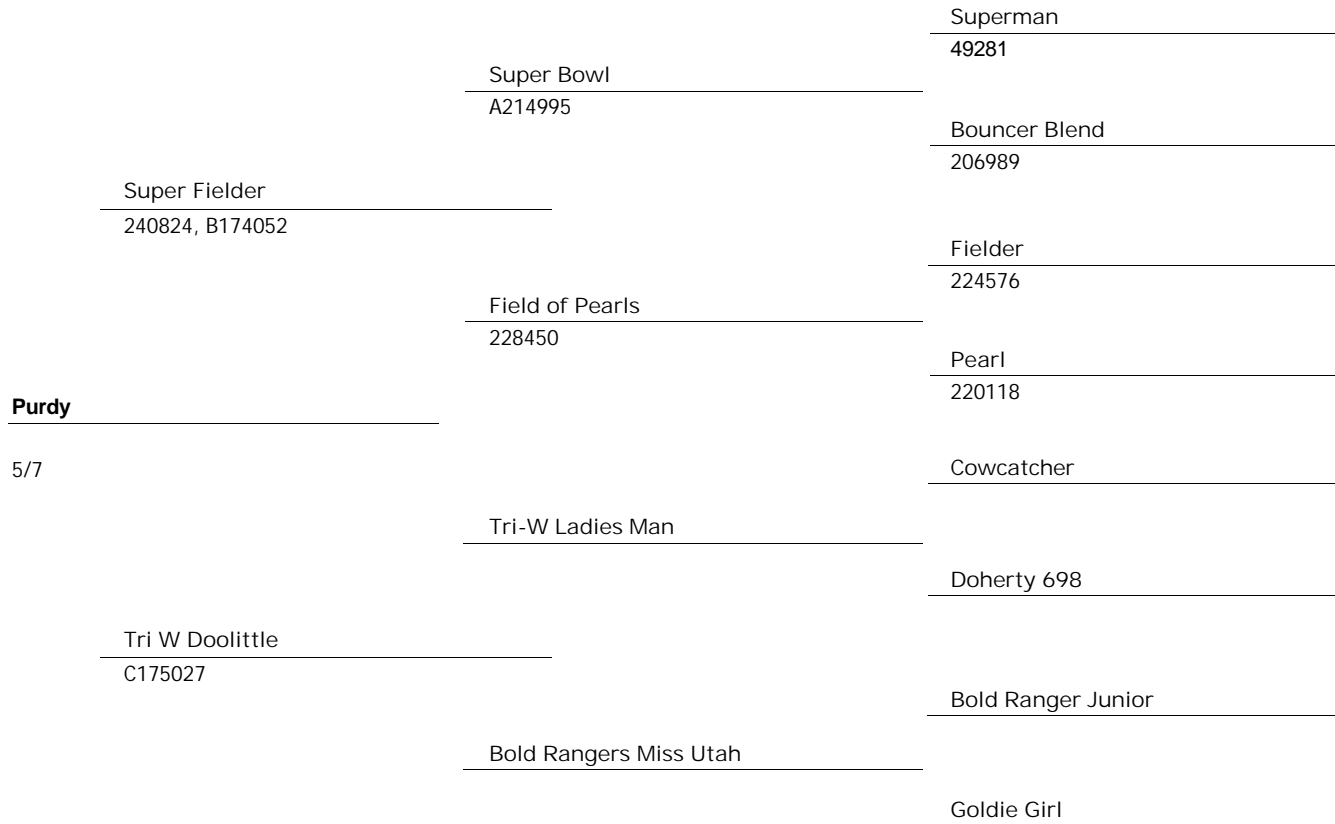 Superman
49281
Super Bowl
A214995
Bouncer Blend
206989
Super Fielder
240824, B174052
Fielder
224576
Field of Pearls
228450
Pearl
220118
Purdy
5/7
Cowcatcher
Tri-W Ladies Man
Doherty 698
Tri W Doolittle
C175027
Bold Ranger Junior
Bold Rangers Miss Utah
Goldie Girl